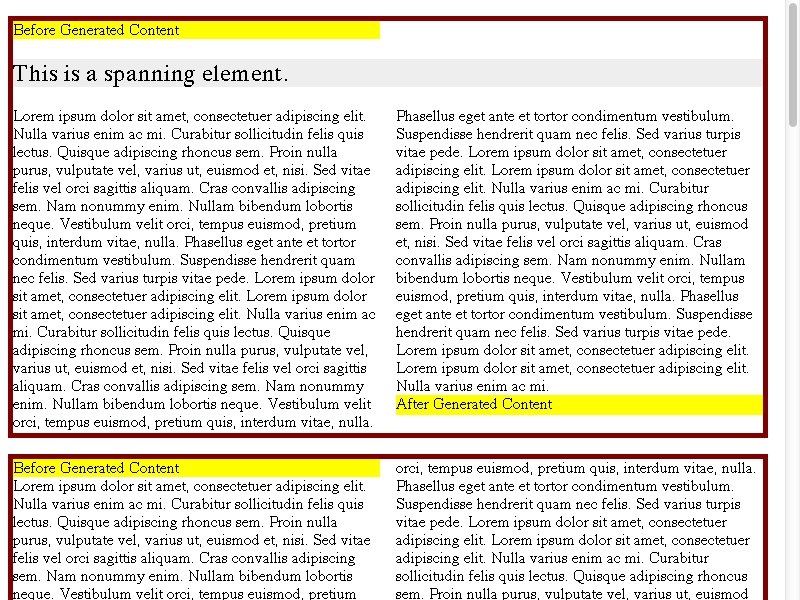 Before Generated Content
This is a spanning element.
Lorem ipsum dolor sit amet, consectetuer adipiscing elit.
Nulla varius enim ac mi. Curabitur sollicitudin felis quis
lectus. Quisque adipiscing rhoncus sem. Proin nulla
purus, vulputate vel, varius ut, euismod et, nisi. Sed vitae
felis vel orci sagittis aliquam. Cras convallis adipiscing
sem. Nam nonummy enim. Nullam bibendum lobortis
neque. Vestibulum velit orci, tempus euismod, pretium
quis, interdum vitae, nulla. Phasellus eget ante et tortor
condimentum vestibulum. Suspendisse hendrerit quam
nec felis. Sed varius turpis vitae pede. Lorem ipsum dolor
sit amet, consectetuer adipiscing elit. Lorem ipsum dolor
sit amet, consectetuer adipiscing elit. Nulla varius enim ac
mi. Curabitur sollicitudin felis quis lectus. Quisque
adipiscing rhoncus sem. Proin nulla purus, vulputate vel,
varius ut, euismod et, nisi. Sed vitae felis vel orci sagittis
aliquam. Cras convallis adipiscing sem. Nam nonummy
enim. Nullam bibendum lobortis neque. Vestibulum velit
orci, tempus euismod, pretium quis, interdum vitae, nulla.
Phasellus eget ante et tortor condimentum vestibulum.
Suspendisse hendrerit quam nec felis. Sed varius turpis
vitae pede. Lorem ipsum dolor sit amet, consectetuer
adipiscing elit. Lorem ipsum dolor sit amet, consectetuer
adipiscing elit. Nulla varius enim ac mi. Curabitur
sollicitudin felis quis lectus. Quisque adipiscing rhoncus
sem. Proin nulla purus, vulputate vel, varius ut, euismod
et, nisi. Sed vitae felis vel orci sagittis aliquam. Cras
convallis adipiscing sem. Nam nonummy enim. Nullam
bibendum lobortis neque. Vestibulum velit orci, tempus
euismod, pretium quis, interdum vitae, nulla. Phasellus
eget ante et tortor condimentum vestibulum. Suspendisse
hendrerit quam nec felis. Sed varius turpis vitae pede.
Lorem ipsum dolor sit amet, consectetuer adipiscing elit.
Lorem ipsum dolor sit amet, consectetuer adipiscing elit.
Nulla varius enim ac mi.
After Generated Content
Before Generated Content
Lorem ipsum dolor sit amet, consectetuer adipiscing elit.
Nulla varius enim ac mi. Curabitur sollicitudin felis quis
lectus. Quisque adipiscing rhoncus sem. Proin nulla
purus, vulputate vel, varius ut, euismod et, nisi. Sed vitae
felis vel orci sagittis aliquam. Cras convallis adipiscing
sem. Nam nonummy enim. Nullam bibendum lobortis
neque. Vestibulum velit orci, tempus euismod, pretium
orci, tempus euismod, pretium quis, interdum vitae, nulla.
Phasellus eget ante et tortor condimentum vestibulum.
Suspendisse hendrerit quam nec felis. Sed varius turpis
vitae pede. Lorem ipsum dolor sit amet, consectetuer
adipiscing elit. Lorem ipsum dolor sit amet, consectetuer
adipiscing elit. Nulla varius enim ac mi. Curabitur
sollicitudin felis quis lectus. Quisque adipiscing rhoncus
sem. Proin nulla purus, vulputate vel, varius ut, euismod